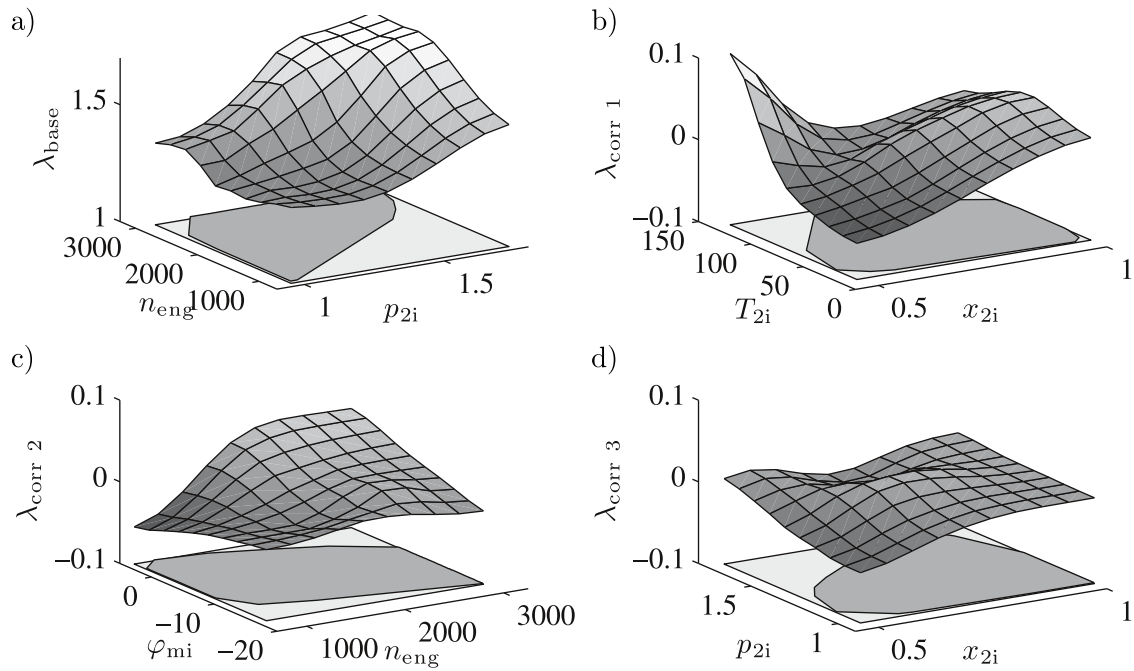 a)
λbase
1.5
1
3000
2000
1000
neng
1
1.5
p2i
b)
λcorr 1
0.1
0
−0.1
150
100
50
0
T2i
0.5
1
x2i
c)
λcorr 2
0.1
0
−0.1
0
−10
−20
φmi
1000
2000
3000
neng
d)
λcorr 3
0.1
0
−0.1
1.5
1
p2i
0.5
1
x2i